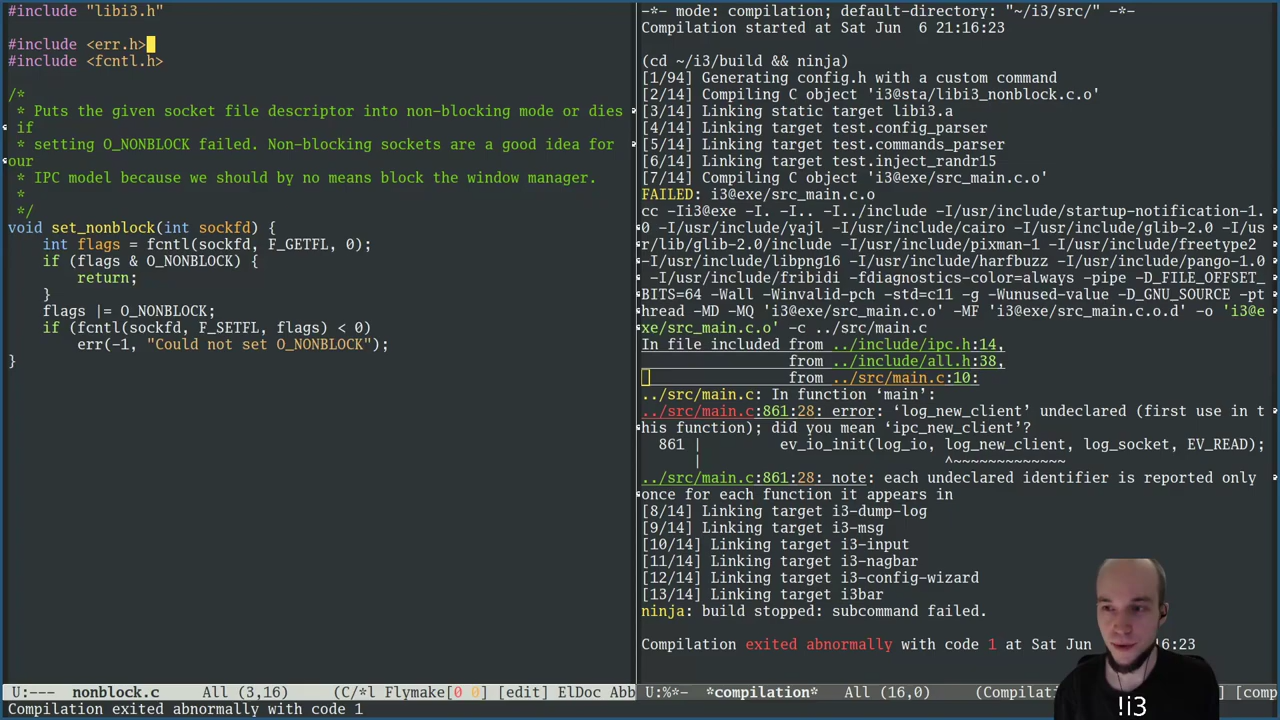 #include "libi3.h"
#include <err.h>
#include <fcntl.h>
/*
* Puts the given socket file descriptor into non-blocking mode or dies
if
* setting O_NONBLOCK failed. Non-blocking sockets are a good idea for
our
* IPC model because we should by no means block the window manager.
*
*/
void set_nonblock(int sockfd) {
int flags = fcntl(sockfd, F_GETFL, 0);
if (flags & O_NONBLOCK) {
return;
}
flags |= O_NONBLOCK;
if (fcntl(sockfd, F_SETFL, flags) < 0)
err(-1, "Could not set O_NONBLOCK");
}
U:--- nonblock.c All (3,16) (C/*l Flymake[0 0] [edit] ElDoc Abb
-*- mode: compilation; default-directory: "~/i3/src/" -*-
Compilation started at Sat Jun 6 21:16:23
(cd ~/i3/build && ninja)
[1/94] Generating config.h with a custom command
[2/14] Compiling C object 'i3@sta/libi3_nonblock.c.o'
[3/14] Linking static target libi3.a
[4/14] Linking target test.config_parser
[5/14] Linking target test.commands_parser
[6/14] Linking target test.inject_randr15
[7/14] Compiling C object 'i3@exe/src_main.c.o'
FAILED: i3@exe/src_main.c.o
cc -Ii3@exe -I. -I.. -I../include -I/usr/include/startup-notification-1.
0 -I/usr/include/yajl -I/usr/include/cairo -I/usr/include/glib-2.0 -I/us
r/lib/glib-2.0/include -I/usr/include/pixman-1 -I/usr/include/freetype2
-I/usr/include/libpng16 -I/usr/include/harfbuzz -I/usr/include/pango-1.0
-I/usr/include/fribidi -fdiagnostics-color=always -pipe -D_FILE_OFFSET_
BITS=64 -Wall -Winvalid-pch -std=c11 -g -Wunused-value -D_GNU_SOURCE -pt
hread -MD -MQ 'i3@exe/src_main.c.o' -MF 'i3@exe/src_main.c.o.d' -o 'i3@e
xe/src_main.c.o' -c ../src/main.c
In file included from ../include/ipc.h:14,
from ../include/all.h:38,
from ../src/main.c:10:
../src/main.c: In function ‘main’:
../src/main.c:861:28: error: ‘log_new_client’ undeclared (first use in t
his function); did you mean ‘ipc_new_client’?
861 | ev_io_init(log_io, log_new_client, log_socket, EV_READ);
| ^~~~~~~~~~~~~~
../src/main.c:861:28: note: each undeclared identifier is reported only
once for each function it appears in
[8/14] Linking target i3-dump-log
[9/14] Linking target i3-msg
[10/14] Linking target i3-input
[11/14] Linking target i3-nagbar
[12/14] Linking target i3-config-wizard
[13/14] Linking target i3bar
ninja: build stopped: subcommand failed.
Compilation exited abnormally with code 1 at Sat Jun 16:23
U:%*- *compilation* All (16,0) (Compilati [comp
Compilation exited abnormally with code 1
!i3